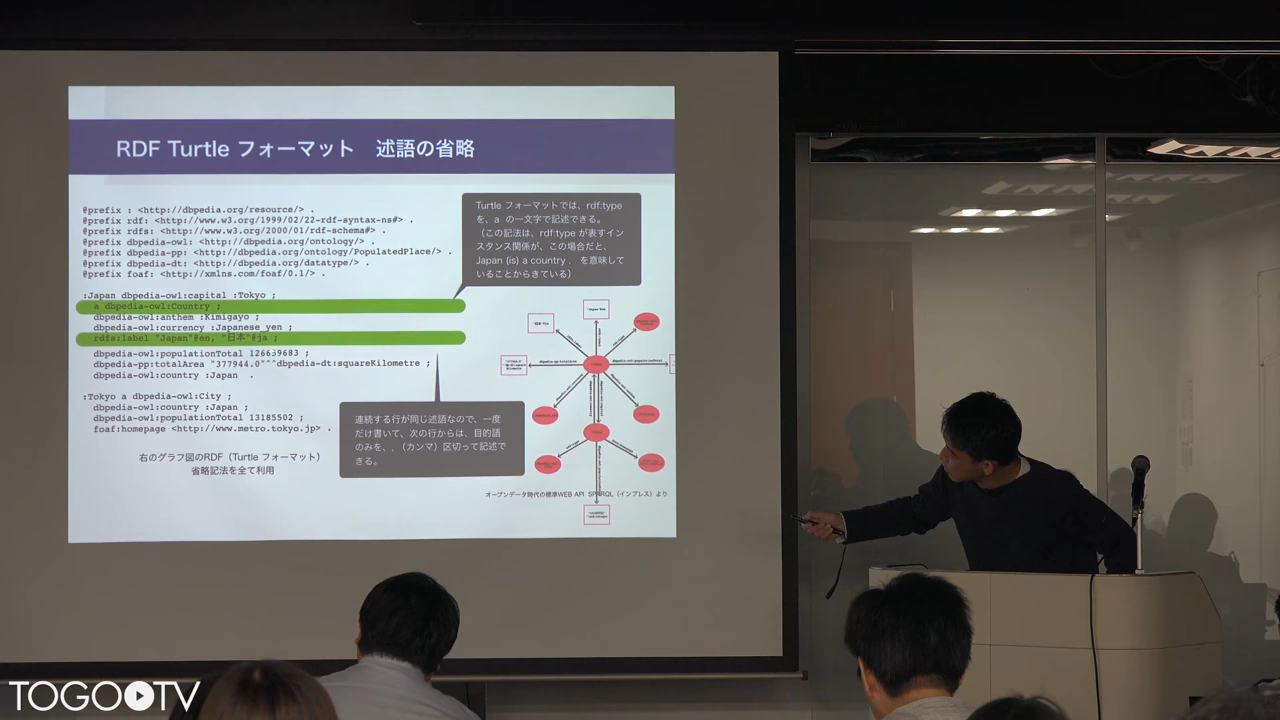 RDF Turtle フォーマット　述語の省略
@prefix : <http://dbpedia.org/resource/> .
@prefix rdf: <http://www.w3.org/1999/02/22-rdf-syntax-ns#> .
@prefix rdfs: <http://www.w3.org/2000/01/rdf-schema#> .
@prefix dbpedia-owl: <http://dbpedia.org/ontology/> .
@prefix dbpedia-pp: <http://dbpedia.org/ontology/PopulatedPlace/> .
@prefix dbpedia-dt: <http://dbpedia.org/datatype/> .
@prefix foaf: <http://xmlns.com/foaf/0.1/> .
:Japan dbpedia-owl:capital :Tokyo ;
a dbpedia-owl:Country ;
dbpedia-owl:anthem :Kimigayo ;
dbpedia-owl:currency :Japanese_yen ;
rdfs:label "Japan"@en, "日本"@ja ;
dbpedia-owl:populationTotal 126659683 ;
dbpedia-pp:totalArea "377944.0"^^dbpedia-dt:squareKilometre ;
dbpedia-owl:country :Japan .
:Tokyo a dbpedia-owl:City ;
dbpedia-owl:country :Japan ;
dbpedia-owl:populationTotal 13185502 ;
foaf:homepage <http://www.metro.tokyo.jp> .
右のグラフ図のRDF（Turtle フォーマット）
省略記法を全て利用
Turtle フォーマットでは、rdf:type
を、a の一文字で記述できる。
（この記法は、rdf:type が表すイン
スタンス関係が、この場合だと、
Japan (is) a country . を意味して
いることからきている）
連続する行が同じ述語なので、一度
だけ書いて、次の行からは、目的語
のみを、,（カンマ）区切って記述で
きる。
オープンデータ時代の標準WEB API SPARQL（インプレス）より
TOGO TV